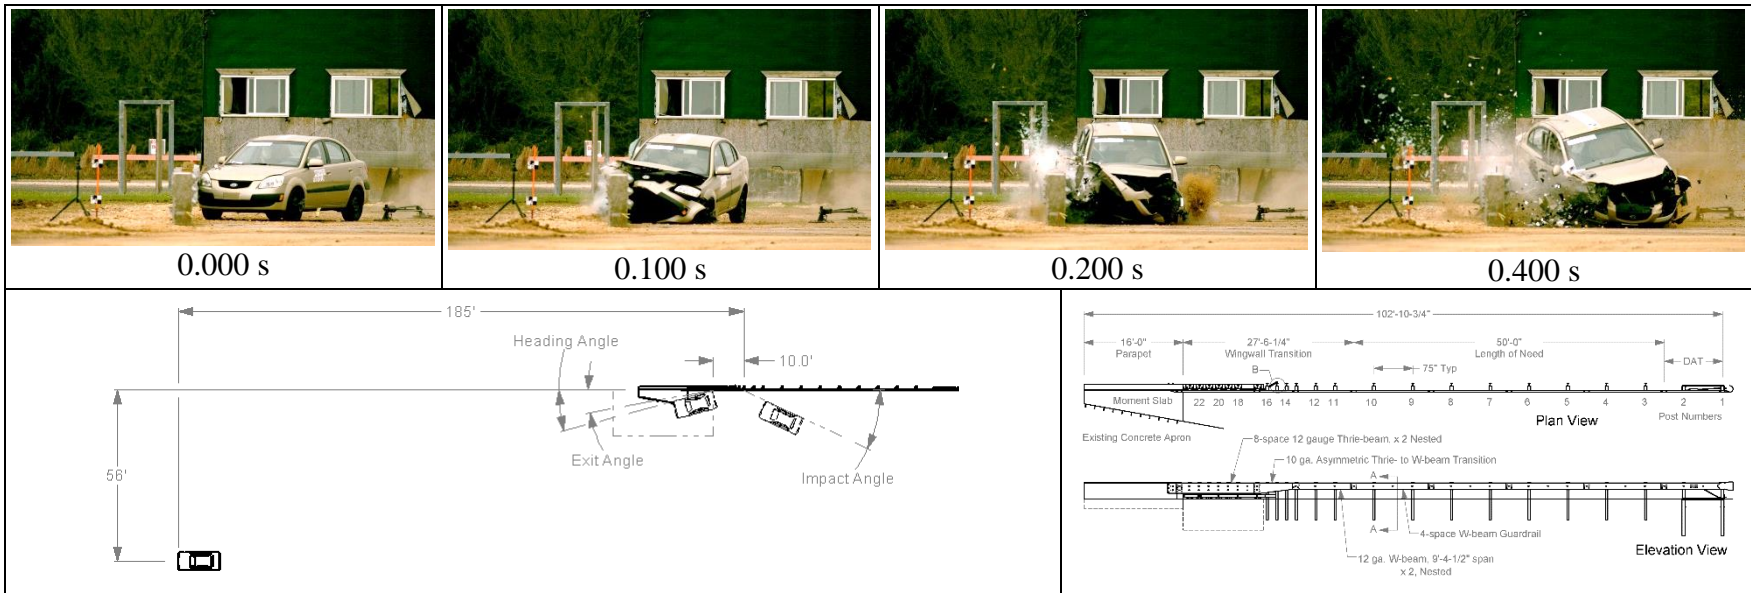 0.000 s
0.100 s
0.200 s
0.400 s
185'
Heading Angle
10.0'
Exit Angle
Impact Angle
56'
102'-10-3/4"
16'-0"
Parapet
27'-6-1/4"
Wingwall Transition
50'-0"
Length of Need
DAT
B
75" Typ
Moment Slab
22 20 18 16 14 12 11 10 9 8 7 6 5 4 3 2 1
Plan View
Post Numbers
Existing Concrete Apron
8-space 12 gauge Thrie-beam, x 2 Nested
10 ga. Asymmetric Thrie- to W-beam Transition
A
A
4-space W-beam Guardrail
Elevation View
12 ga. W-beam, 9'-4-1/2" span
x 2, Nested